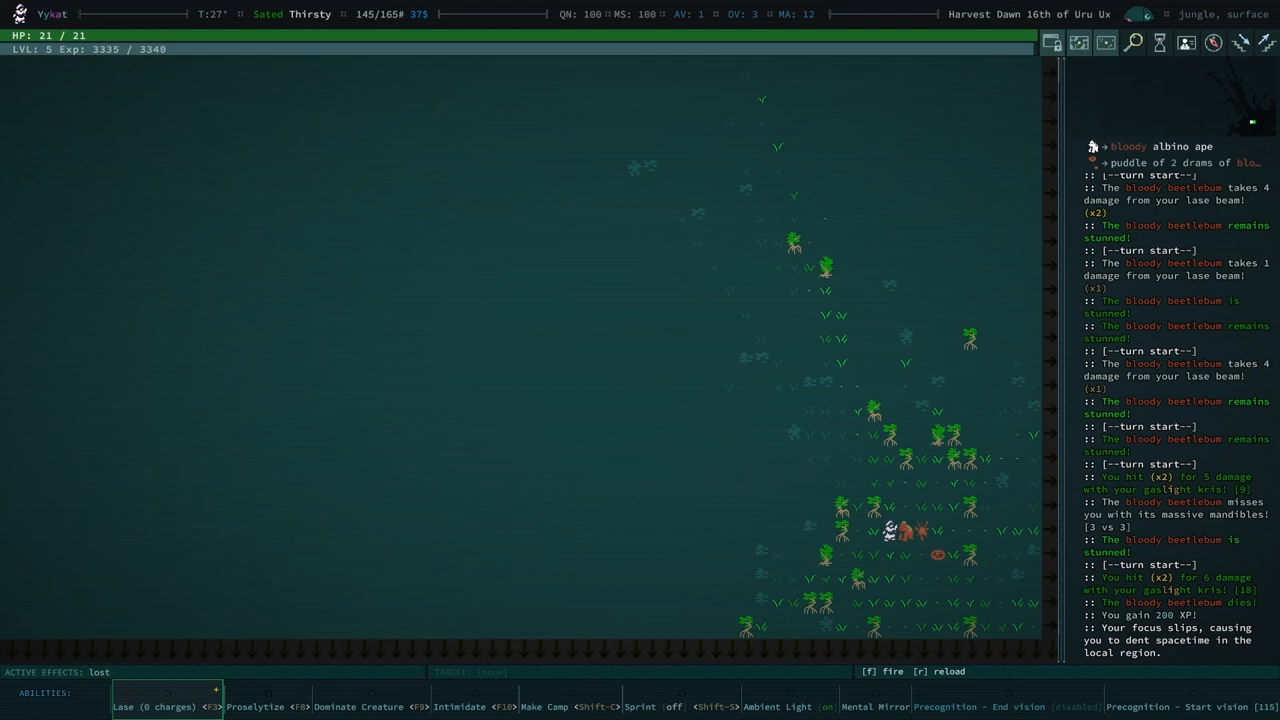 Yykat T:27° :: Sated Thirsty :: 145/165# 37$ QN: 100 :: MS: 100 :: AV: 1 :: DV: 3 :: MA: 12 Harvest Dawn 16th of Uru Ux :: jungle, surface
HP: 21 / 21
LVL: 5 Exp: 3335 / 3340
bloody albino ape
puddle of 2 drams of blo…
:: [--turn start--]
:: The bloody beetlebum takes 4
damage from your lase beam!
(x2)
:: The bloody beetlebum remains
stunned!
:: [--turn start--]
:: The bloody beetlebum takes 1
damage from your lase beam!
(x1)
:: The bloody beetlebum is
stunned!
:: The bloody beetlebum remains
stunned!
:: [--turn start--]
:: The bloody beetlebum takes 4
damage from your lase beam!
(x1)
:: The bloody beetlebum remains
stunned!
:: [--turn start--]
:: The bloody beetlebum remains
stunned!
:: [--turn start--]
:: You hit (x2) for 5 damage
with your gaslight kris! [9]
:: The bloody beetlebum misses
you with its massive mandibles!
[3 vs 3]
:: The bloody beetlebum is
stunned!
:: [--turn start--]
:: You hit (x2) for 6 damage
with your gaslight kris! [18]
:: The bloody beetlebum dies!
:: You gain 200 XP!
:: Your focus slips, causing
you to dent spacetime in the
local region.
ACTIVE EFFECTS: lost TARGET: [none] [f] fire [r] reload
ABILITIES: Lase (0 charges) <F3> Proselytize <F8> Dominate Creature <F9> Intimidate <F10> Make Camp <Shift-C> Sprint [off] <Shift-S> Ambient Light [on] Mental Mirror Precognition - End vision [disabled] Precognition - Start vision [115]